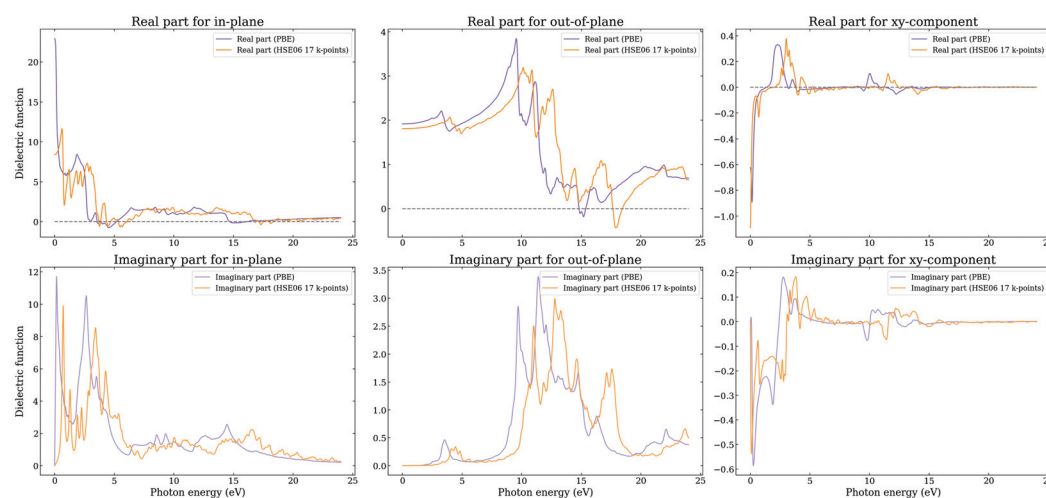 Real part for in-plane
Real part for out-of-plane
Real part for xy-component
Real part (PBE)
Real part (HSE06 17 k-points)
Real part (PBE)
Real part (HSE06 17 k-points)
Real part (PBE)
Real part (HSE06 17 k-points)
Dielectric function
20
15
10
5
0
0 5 10 15 20 25
4
3
2
1
0
0 5 10 15 20 25
0.4
0.2
0.0
−0.2
−0.4
−0.6
−0.8
−1.0
0 5 10 15 20 25
Imaginary part for in-plane
Imaginary part for out-of-plane
Imaginary part for xy-component
Imaginary part (PBE)
Imaginary part (HSE06 17 k-points)
Imaginary part (PBE)
Imaginary part (HSE06 17 k-points)
Imaginary part (PBE)
Imaginary part (HSE06 17 k-points)
Dielectric function
12
10
8
6
4
2
0
0 5 10 15 20 25
Photon energy (eV)
3.5
3.0
2.5
2.0
1.5
1.0
0.5
0.0
0 5 10 15 20 25
Photon energy (eV)
0.2
0.1
0.0
−0.1
−0.2
−0.3
−0.4
−0.5
−0.6
0 5 10 15 20 25
Photon energy (eV)